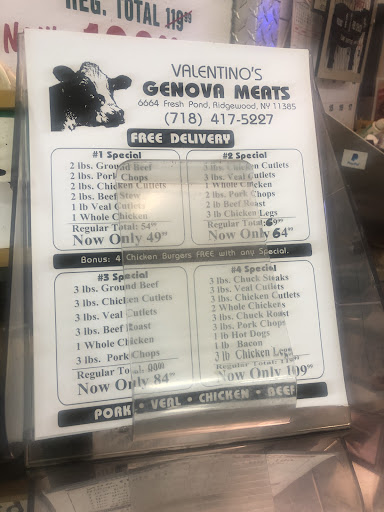 REG. TOTAL 119⁹⁵
VALENTINO'S
GENOVA MEATS
6664 Fresh Pond, Ridgewood, NY 11385
(718) 417-5227
FREE DELIVERY
#1 Special
2 lbs. Ground Beef
2 lbs. Pork Chops
2 lbs. Chicken Cutlets
2 lbs. Beef Stew
1 lb Veal Cutlets
1 Whole Chicken
Regular Total: 54
Now Only 49
#2 Special
3 lbs. Chicken Cutlets
3 lbs. Veal Cutlets
1 Whole Chicken
2 lbs. Pork Chops
2 lb Beef Roast
3 lb Chicken Legs
Regular Total: 69
Now Only 64
Bonus: 4 Chicken Burgers FREE with any Special.
#3 Special
3 lbs. Ground Beef
3 lbs. Chicken Cutlets
3 lbs. Veal Cutlets
3 lbs. Beef Roast
1 Whole Chicken
3 lbs. Pork Chops
Regular Total:
Now Only 84
#4 Special
3 lbs. Chuck Steaks
3 lbs. Veal Cutlets
3 lbs. Chicken Cutlets
2 Whole Chickens
3 lbs. Chuck Roast
3 lbs. Pork Chops
1 lb Hot Dogs
1 lb Bacon
3 lb Chicken Legs
Regular Total:
Now Only 109
PORK • VEAL • CHICKEN • BEEF